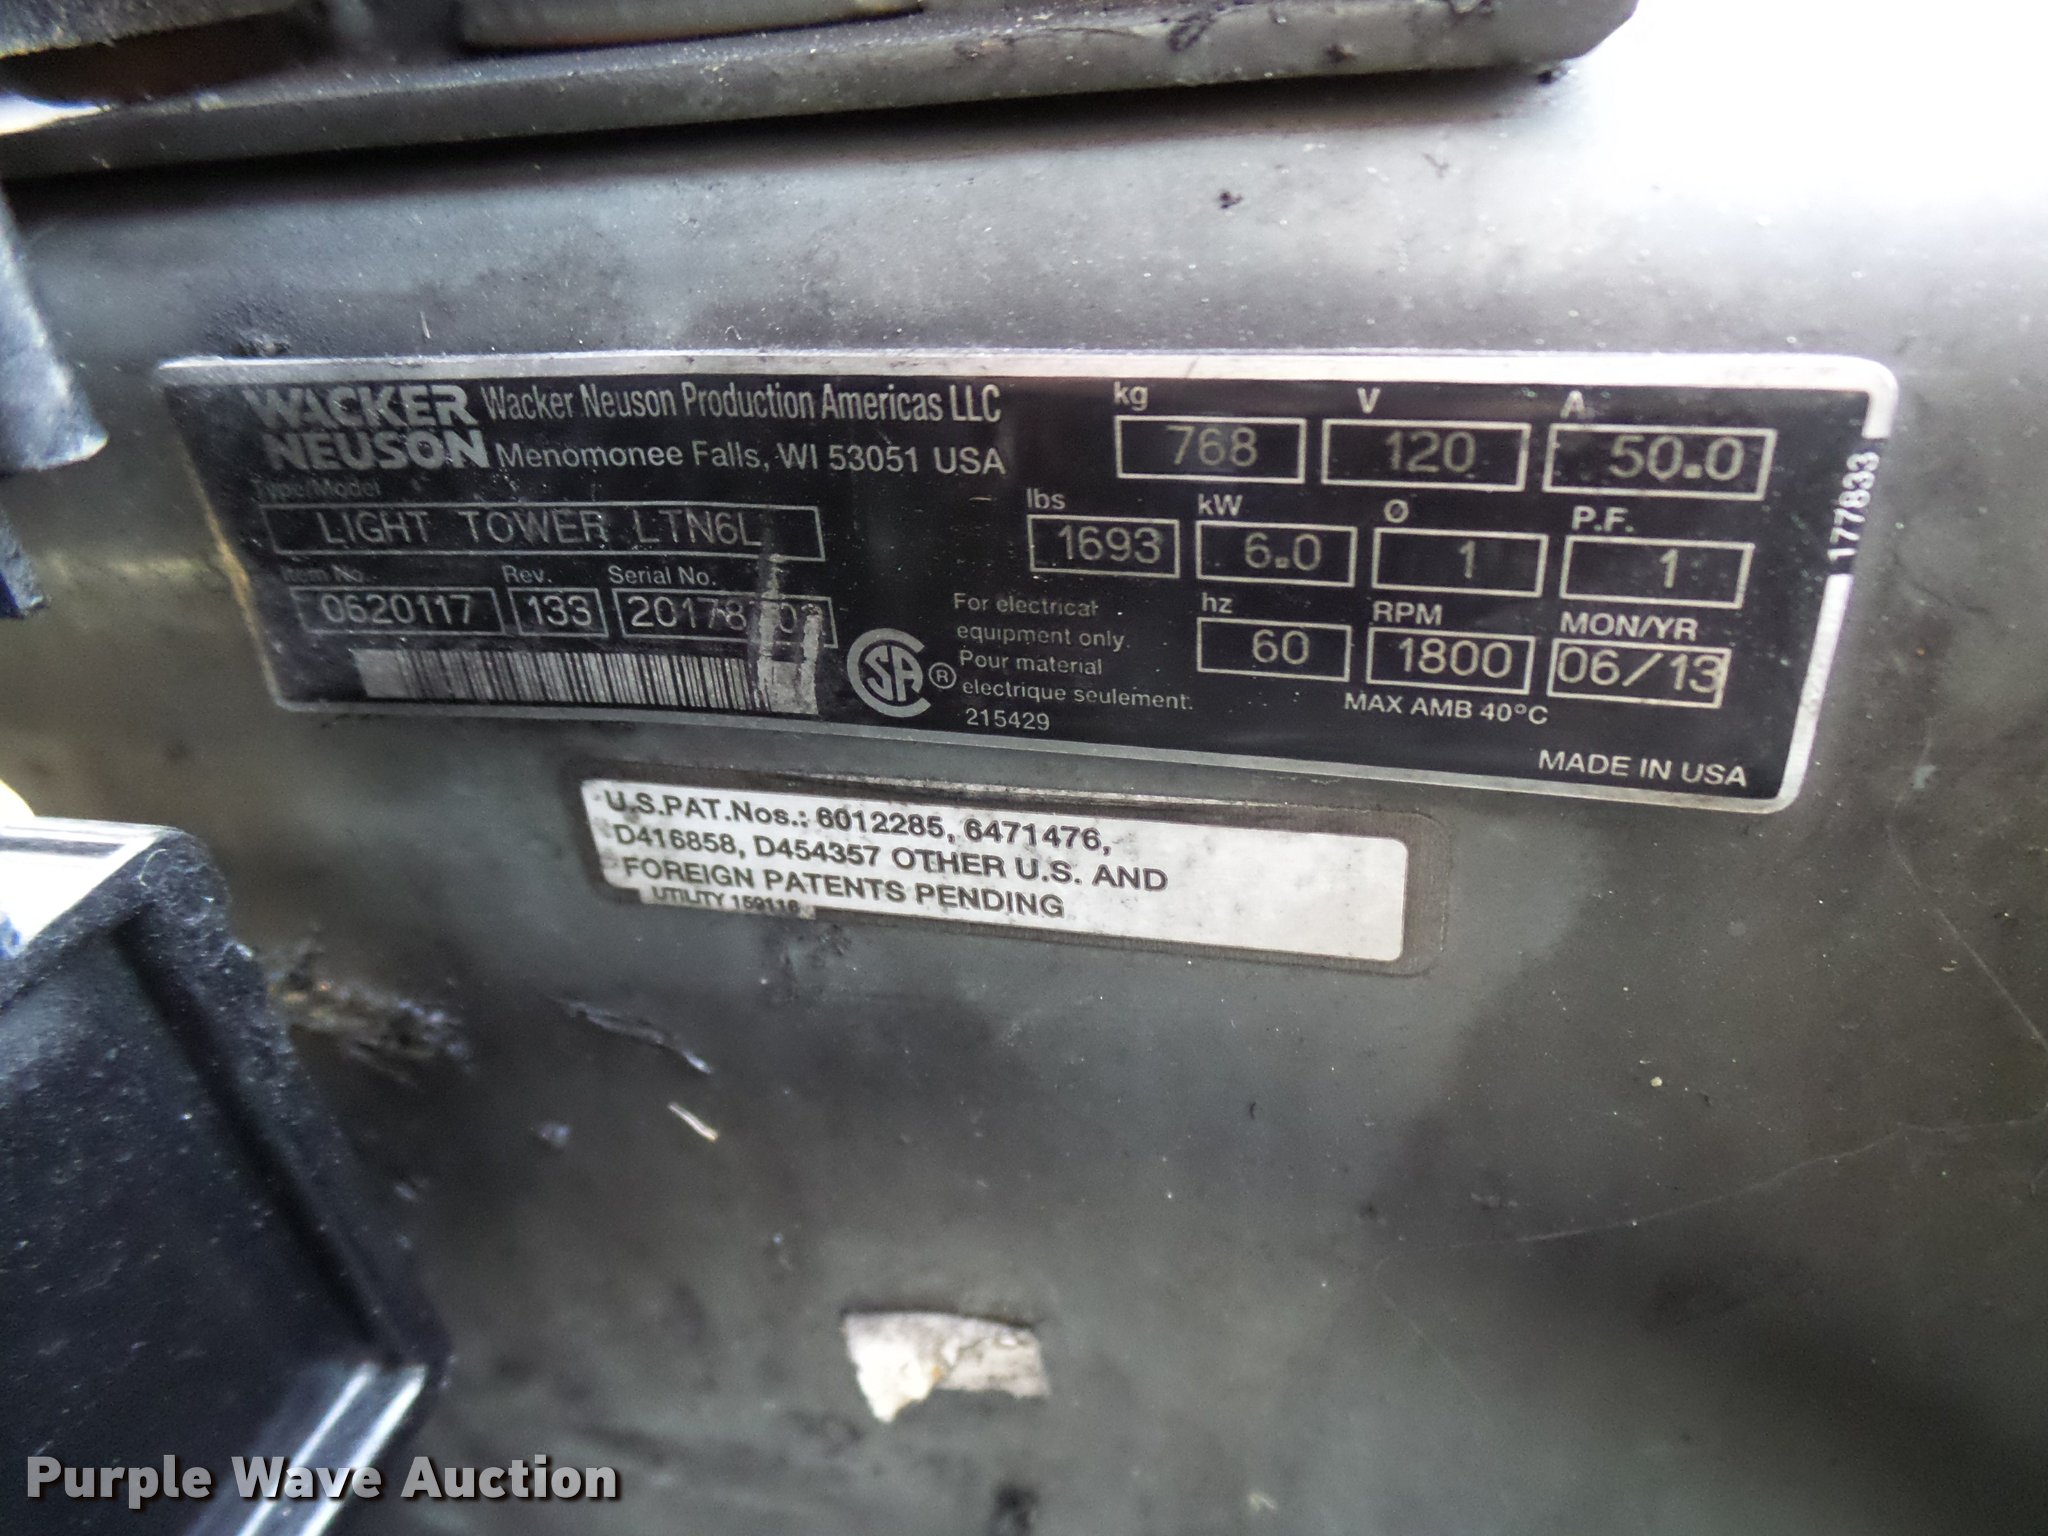 WACKER NEUSON
Wacker Neuson Production Americas LLC
Menomonee Falls, WI 53051 USA
Type/Model
LIGHT TOWER LTN6L
Item No. Rev. Serial No.
0620117 133
For electrical
equipment only.
Pour material
electrique seulement.
215429
CSA ®
kg V A
768 120 50.0
lbs kW Ø P.F.
1693 6.0 1 1
hz RPM MON/YR
60 1800 06/13
MAX AMB 40°C
MADE IN USA
177833
U.S.PAT.Nos.: 6012285, 6471476,
D416858, D454357 OTHER U.S. AND
FOREIGN PATENTS PENDING
UTILITY 159116
Purple Wave Auction